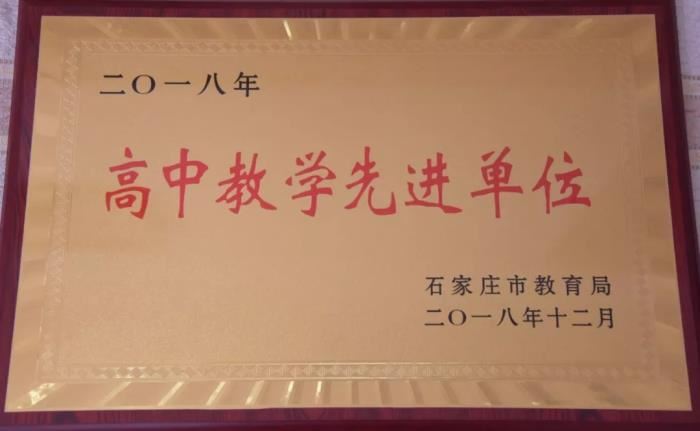 二〇一八年
高中教学先进单位
石家庄市教育局
二〇一八年十二月